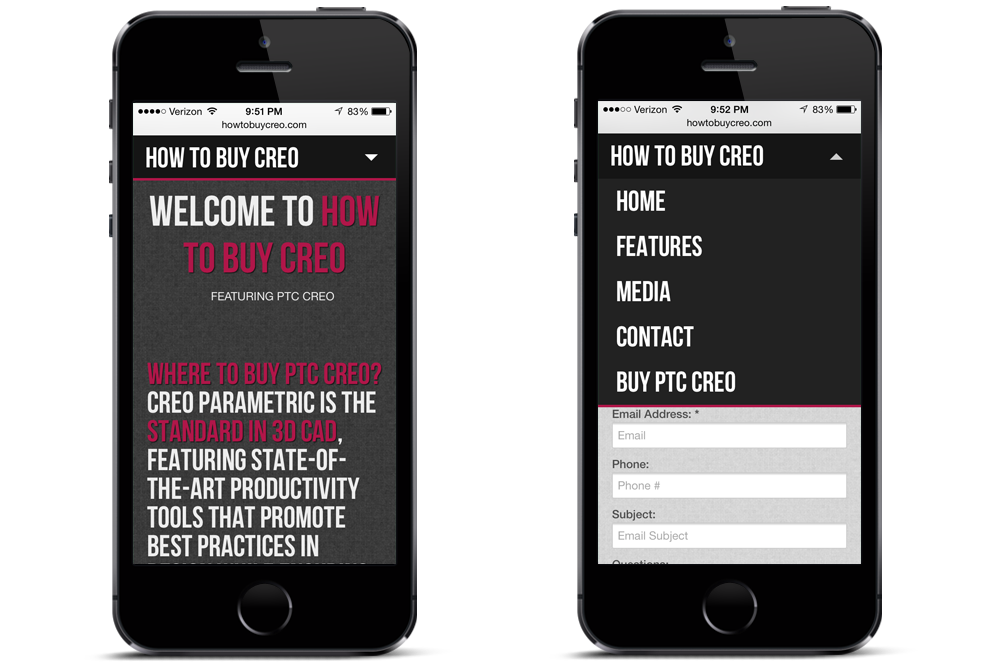 Verizon 9:51 PM 83%
howtobuycreo.com
HOW TO BUY CREO
WELCOME TO HOW
TO BUY CREO
FEATURING PTC CREO
WHERE TO BUY PTC CREO?
CREO PARAMETRIC IS THE
STANDARD IN 3D CAD,
FEATURING STATE-OF-
THE-ART PRODUCTIVITY
TOOLS THAT PROMOTE
BEST PRACTICES IN
Verizon 9:52 PM 83%
howtobuycreo.com
HOW TO BUY CREO
HOME
FEATURES
MEDIA
CONTACT
BUY PTC CREO
Email Address: *
Email
Phone:
Phone #
Subject:
Email Subject